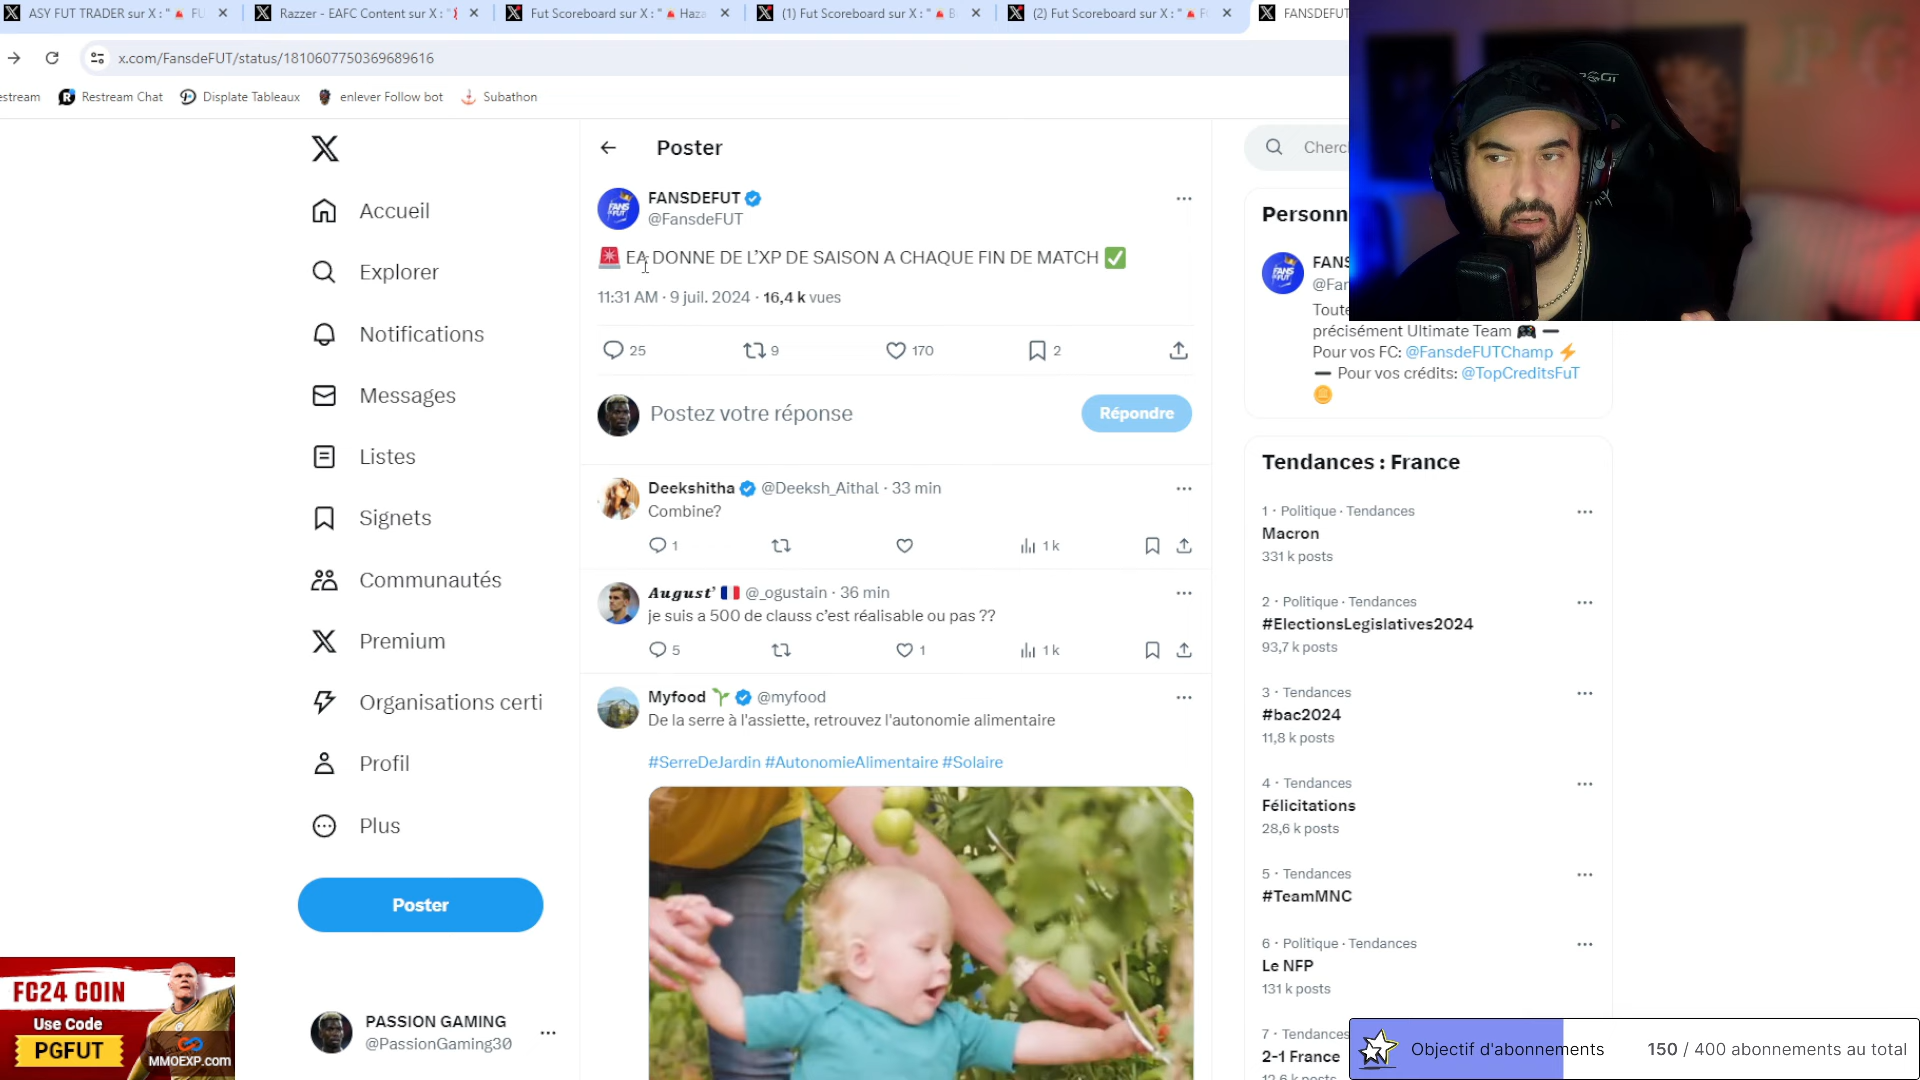 ASY FUT TRADER sur X : "🚨 FU
Razzer - EAFC Content sur X : "
Fut Scoreboard sur X : "🚨 Haza
(1) Fut Scoreboard sur X : "🚨 B
(2) Fut Scoreboard sur X : "🚨 F
FANSDEFUT
x.com/FansdeFUT/status/1810607750369689616
estream
Restream Chat
Displate Tableaux
enlever Follow bot
Subathon
Accueil
Explorer
Notifications
Messages
Listes
Signets
Communautés
Premium
Organisations certi
Profil
Plus
Poster
PASSION GAMING
@PassionGaming30
FC24 COIN
Use Code
PGFUT
MMOEXP.com
Poster
FANSDEFUT
@FansdeFUT
🚨 EA DONNE DE L'XP DE SAISON A CHAQUE FIN DE MATCH ✅
11:31 AM · 9 juil. 2024 · 16,4 k vues
25 9 170 2
Postez votre réponse
Répondre
Deekshitha @Deeksh_Aithal · 33 min
Combine?
1 1 k
August' 🇫🇷 @_ogustain · 36 min
je suis a 500 de clauss c'est réalisable ou pas ??
5 1 1 k
Myfood 🌱 @myfood
De la serre à l'assiette, retrouvez l'autonomie alimentaire
#SerreDeJardin #AutonomieAlimentaire #Solaire
Cherc
Personn
FANS
@Fan
Toute
précisément Ultimate Team 🎮 ➖
Pour vos FC: @FansdeFUTChamp ⚡
➖ Pour vos crédits: @TopCreditsFuT
🪙
Tendances : France
1 · Politique · Tendances
Macron
331 k posts
2 · Politique · Tendances
#ElectionsLegislatives2024
93,7 k posts
3 · Tendances
#bac2024
11,8 k posts
4 · Tendances
Félicitations
28,6 k posts
5 · Tendances
#TeamMNC
6 · Politique · Tendances
Le NFP
131 k posts
7 · Tendances
2-1 France
12,6 k posts
Objectif d'abonnements
150 / 400 abonnements au total